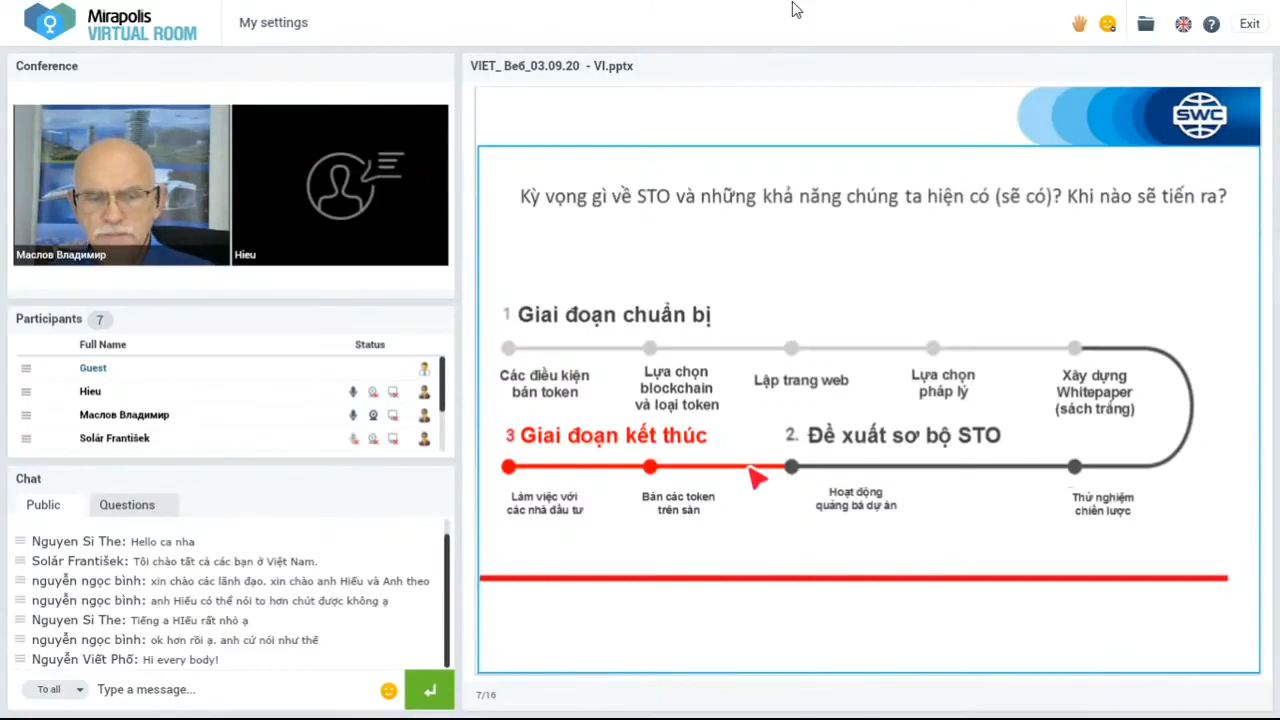 Mirapolis
VIRTUAL ROOM
My settings
Exit
Conference
Маслов Владимир
Hieu
Participants 7
Full Name Status
Guest
Hieu
Маслов Владимир
Solár František
Chat
Public Questions
Nguyen Si The: Hello ca nha
Solár František: Tôi chào tất cả các bạn ở Việt Nam.
nguyễn ngọc bình: xin chào các lãnh đạo. xin chào anh Hiếu và Anh theo
nguyễn ngọc bình: anh Hiếu có thể nói to hơn chút được không ạ
Nguyen Si The: Tiếng a HIếu rất nhỏ ạ
nguyễn ngọc bình: ok hơn rồi ạ. anh cứ nói như thế
Nguyễn Viết Phố: Hi every body!
To all Type a message...
VIET_ Веб_03.09.20 - VI.pptx
SWC
Kỳ vọng gì về STO và những khả năng chúng ta hiện có (sẽ có)? Khi nào sẽ tiến ra?
1 Giai đoạn chuẩn bị
Các điều kiện
bán token
Lựa chọn
blockchain
và loại token
Lập trang web
Lựa chọn
pháp lý
Xây dựng
Whitepaper
(sách trắng)
3 Giai đoạn kết thúc
2. Đề xuất sơ bộ STO
Làm việc với
các nhà đầu tư
Bán các token
trên sàn
Hoạt động
quảng bá dự án
Thử nghiệm
chiến lược
7/16